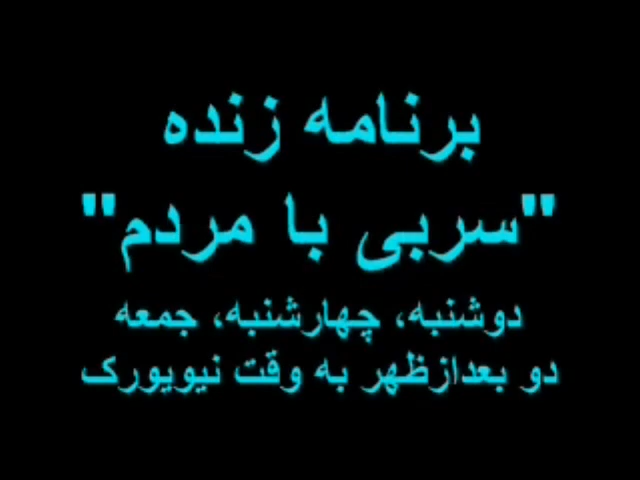 برنامه زنده
"سربی با مردم"
دوشنبه، چهارشنبه، جمعه
دو بعدازظهر به وقت نیویورک